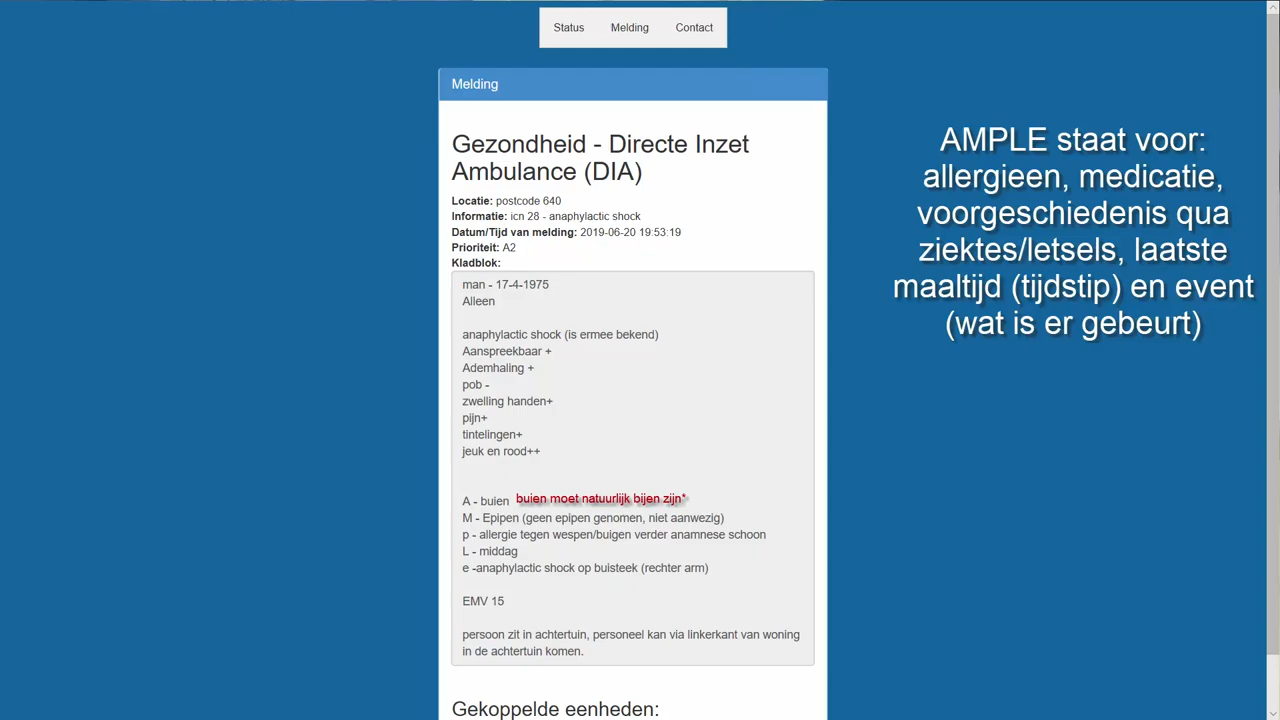 Status Melding Contact
Melding
Gezondheid - Directe Inzet
Ambulance (DIA)
Locatie: postcode 640
Informatie: icn 28 - anaphylactic shock
Datum/Tijd van melding: 2019-06-20 19:53:19
Prioriteit: A2
Kladblok:
man - 17-4-1975
Alleen
anaphylactic shock (is ermee bekend)
Aanspreekbaar +
Ademhaling +
pob -
zwelling handen+
pijn+
tintelingen+
jeuk en rood++
A - buien buien moet natuurlijk bijen zijn*
M - Epipen (geen epipen genomen, niet aanwezig)
p - allergie tegen wespen/buigen verder anamnese schoon
L - middag
e -anaphylactic shock op buisteek (rechter arm)
EMV 15
persoon zit in achtertuin, personeel kan via linkerkant van woning
in de achtertuin komen.
Gekoppelde eenheden:
AMPLE staat voor:
allergieen, medicatie,
voorgeschiedenis qua
ziektes/letsels, laatste
maaltijd (tijdstip) en event
(wat is er gebeurt)